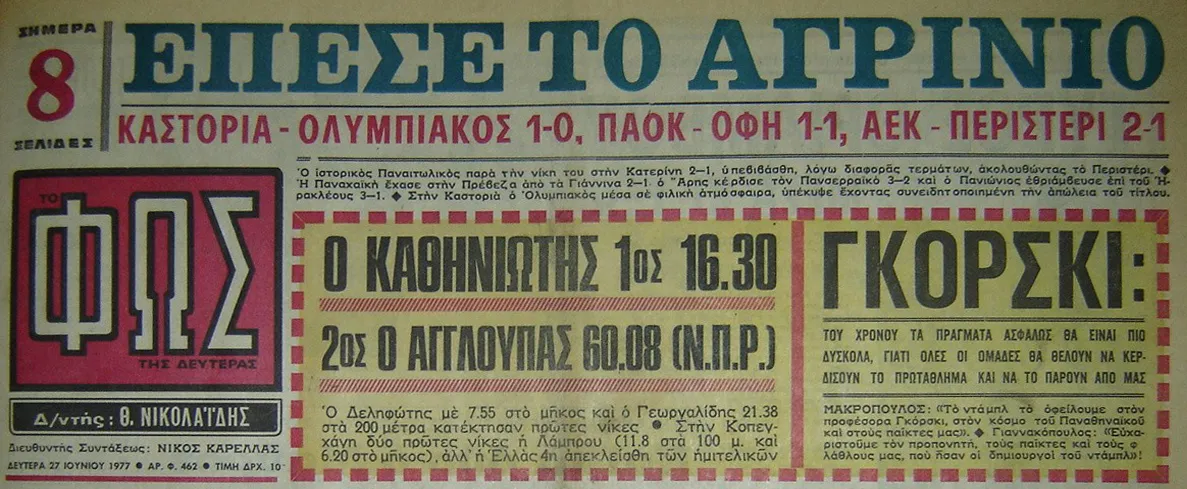 ΣΗΜΕΡΑ
8
ΣΕΛΙΔΕΣ
ΕΠΕΣΕ ΤΟ ΑΓΡΙΝΙΟ
ΚΑΣΤΟΡΙΑ - ΟΛΥΜΠΙΑΚΟΣ 1-0, ΠΑΟΚ - ΟΦΗ 1-1, ΑΕΚ - ΠΕΡΙΣΤΕΡΙ 2-1
Ὁ ἱστορικὸς Παναιτωλικὸς παρὰ τὴν νίκη του στὴν Κατερίνη 2-1, ὑπεβιβάσθη, λόγω διαφορᾶς τερμάτων, ἀκολουθώντας τὸ Περιστέρι. ◆
Ἡ Παναχαϊκὴ ἔχασε στὴν Πρέβεζα ἀπὸ τὰ Γιάννινα 2-1. ὁ Ἄρης κέρδισε τὸν Πανσερραϊκὸ 3-2 καὶ ὁ Πανιώνιος ἐθριάμβευσε ἐπὶ τοῦ Ἡ-
ρακλέους 3-1. ◆ Στὴν Καστοριὰ ὁ Ὀλυμπιακὸς μέσα σὲ φιλικὴ ἀτμόσφαιρα, ὑπέκυψε ἔχοντας συνειδητοποιημένη τὴν ἀπώλεια τοῦ τίτλου.
ΤΟ
ΦΩΣ
ΤΗΣ ΔΕΥΤΕΡΑΣ
Δ/ντής: Θ. ΝΙΚΟΛΑΪΔΗΣ
Διευθυντής Συντάξεως: ΝΙΚΟΣ ΚΑΡΕΛΛΑΣ
ΔΕΥΤΕΡΑ 27 ΙΟΥΝΙΟΥ 1977 ● ΑΡ. Φ. 462 ● ΤΙΜΗ ΔΡΧ. 10
Ο ΚΑΘΗΝΙΩΤΗΣ 1ος 16.30
2ος Ο ΑΓΓΛΟΥΠΑΣ 60.08 (Ν.Π.Ρ.)
Ὁ Δεληφώτης μὲ 7.55 στὸ μῆκος καὶ ὁ Γεωργαλίδης 21.38
στὰ 200 μέτρα κατέκτησαν πρῶτες νίκες ● Στὴν Κοπεγ-
χάγη δύο πρῶτες νίκες ἡ Λάμπρου (11.8 στὰ 100 μ. καὶ
6.20 στὸ μῆκος), ἀλλ' ἡ Ἑλλὰς 4η ἀπεκλείσθη τῶν ἡμιτελικῶν
ΓΚΟΡΣΚΙ:
ΤΟΥ ΧΡΟΝΟΥ ΤΑ ΠΡΑΓΜΑΤΑ ΑΣΦΑΛΩΣ ΘΑ ΕΙΝΑΙ ΠΙΟ
ΔΥΣΚΟΛΑ, ΓΙΑΤΙ ΟΛΕΣ ΟΙ ΟΜΑΔΕΣ ΘΑ ΘΕΛΟΥΝ ΝΑ ΚΕΡ-
ΔΙΣΟΥΝ ΤΟ ΠΡΩΤΑΘΛΗΜΑ ΚΑΙ ΝΑ ΤΟ ΠΑΡΟΥΝ ΑΠΟ ΜΑΣ
ΜΑΚΡΟΠΟΥΛΟΣ: «Τὸ ντάμπλ τὸ ὀφείλουμε στὸν
προφέσορα Γκόρσκι, στὸν κόσμο τοῦ Παναθηναϊκοῦ
καὶ στοὺς παῖκτες μας». ◆ Γιαννακόπουλος: «Εὐχα-
ριστοῦμε τὸν προπονητή, τοὺς παῖκτες καὶ τοὺς φ
λάθλους μας, ποὺ ἦσαν οἱ δημιουργοὶ τοῦ ντάμπλ»!